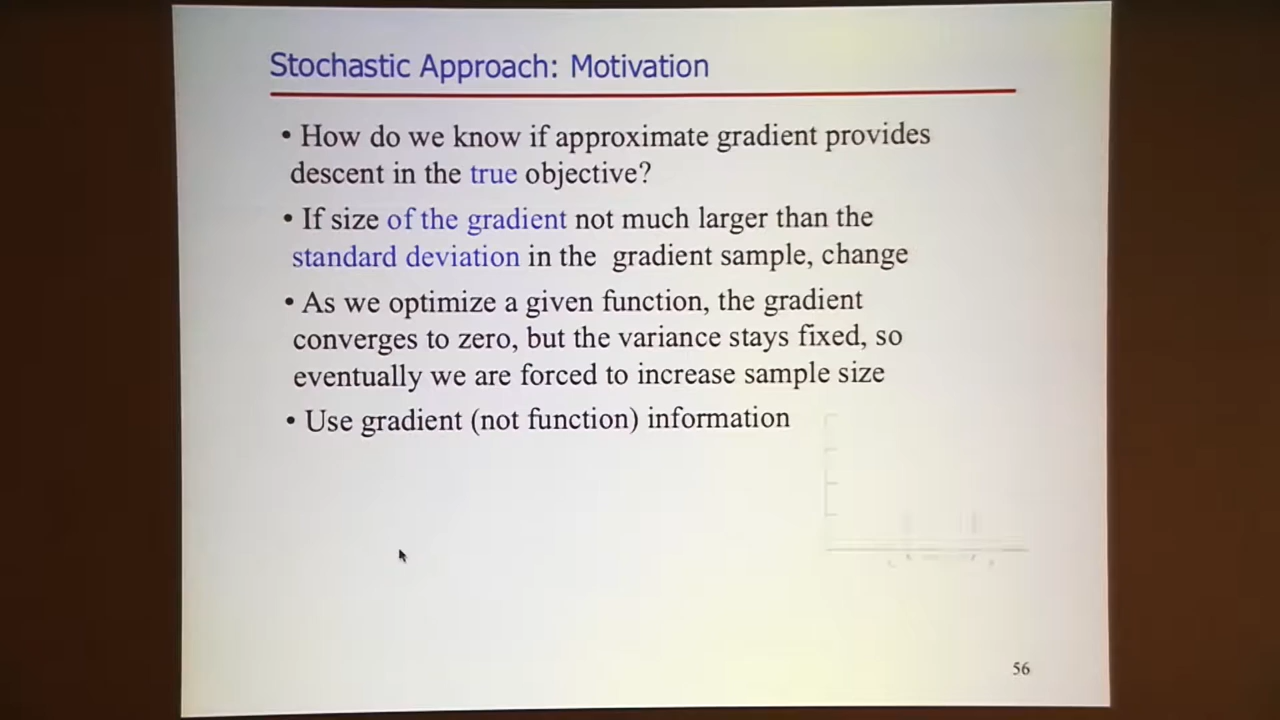 Stochastic Approach: Motivation
• How do we know if approximate gradient provides
descent in the true objective?
• If size of the gradient not much larger than the
standard deviation in the gradient sample, change
• As we optimize a given function, the gradient
converges to zero, but the variance stays fixed, so
eventually we are forced to increase sample size
• Use gradient (not function) information
56